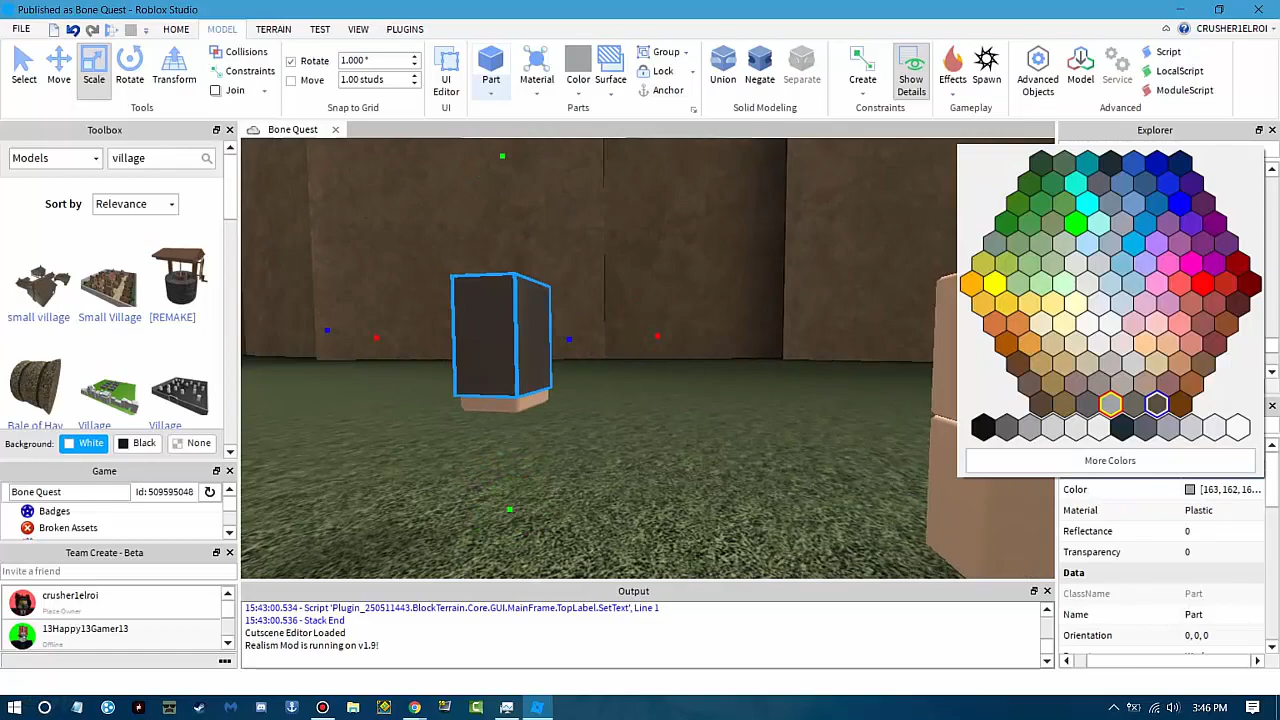 Published as Bone Quest - Roblox Studio
FILE HOME MODEL TERRAIN TEST VIEW PLUGINS CRUSHER1ELROI
Select Move Scale Rotate Transform
Collisions
Constraints
Join
Tools
Rotate 1.000 °
Move 1.00 studs
Snap to Grid
UI Editor
UI
Part Material Color Surface
Group
Lock
Anchor
Parts
Union Negate Separate
Solid Modeling
Create Show Details
Constraints
Effects Spawn
Gameplay
Advanced Objects Model Service
Script
LocalScript
ModuleScript
Advanced
Toolbox
Models village
Sort by Relevance
small village Small Village [REMAKE]
Bale of Hay Village Village
Background: White Black None
Game
Bone Quest Id: 509595048
Badges
Broken Assets
Team Create - Beta
Invite a friend
crusher1elroi
Place Owner
13Happy13Gamer13
Offline
Bone Quest
Output
15:43:00.534 - Script 'Plugin_250511443.BlockTerrain.Core.GUI.MainFrame.TopLabel.SetText', Line 1
15:43:00.536 - Stack End
Cutscene Editor Loaded
Realism Mod is running on v1.9!
Explorer
More Colors
Color [163, 162, 16...
Material Plastic
Reflectance 0
Transparency 0
Data
ClassName Part
Name Part
Orientation 0, 0, 0
3:46 PM